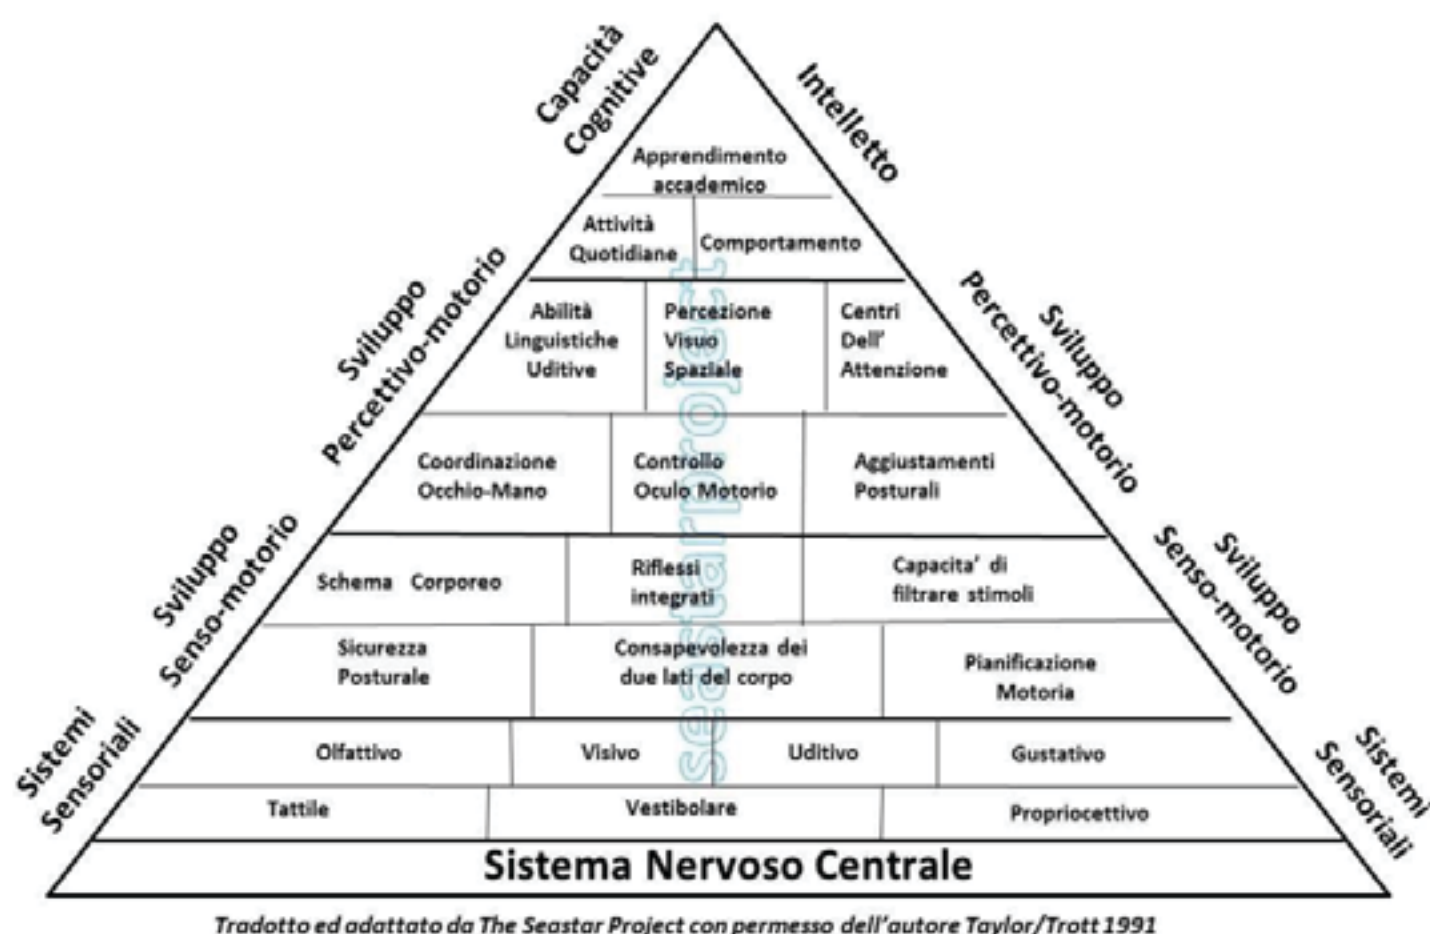 Capacità
Cognitive
Intelletto
Apprendimento
accademico
Attività
Quotidiane
Comportamento
Sviluppo
Percettivo-motorio
Sviluppo
Percettivo-motorio
Abilità
Linguistiche
Uditive
Percezione
Visuo
Spaziale
Centri
Dell'
Attenzione
Coordinazione
Occhio-Mano
Controllo
Oculo Motorio
Aggiustamenti
Posturali
Sviluppo
Senso-motorio
Sviluppo
Senso-motorio
Schema Corporeo
Riflessi
integrati
Capacita' di
filtrare stimoli
Sicurezza
Posturale
Consapevolezza dei
due lati del corpo
Pianificazione
Motoria
Sistemi
Sensoriali
Sistemi
Sensoriali
Olfattivo
Visivo
Uditivo
Gustativo
Tattile
Vestibolare
Propriocettivo
Sistema Nervoso Centrale
seastarproject
Tradotto ed adattato da The Seastar Project con permesso dell'autore Taylor/Trott 1991